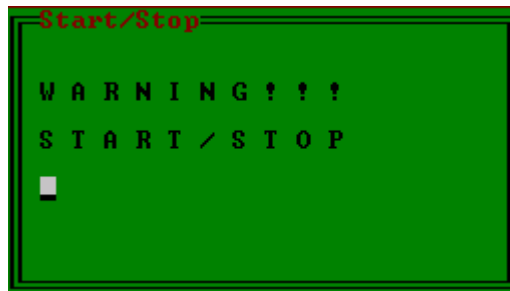 Start/Stop
W A R N I N G ! ! !
S T A R T / S T O P